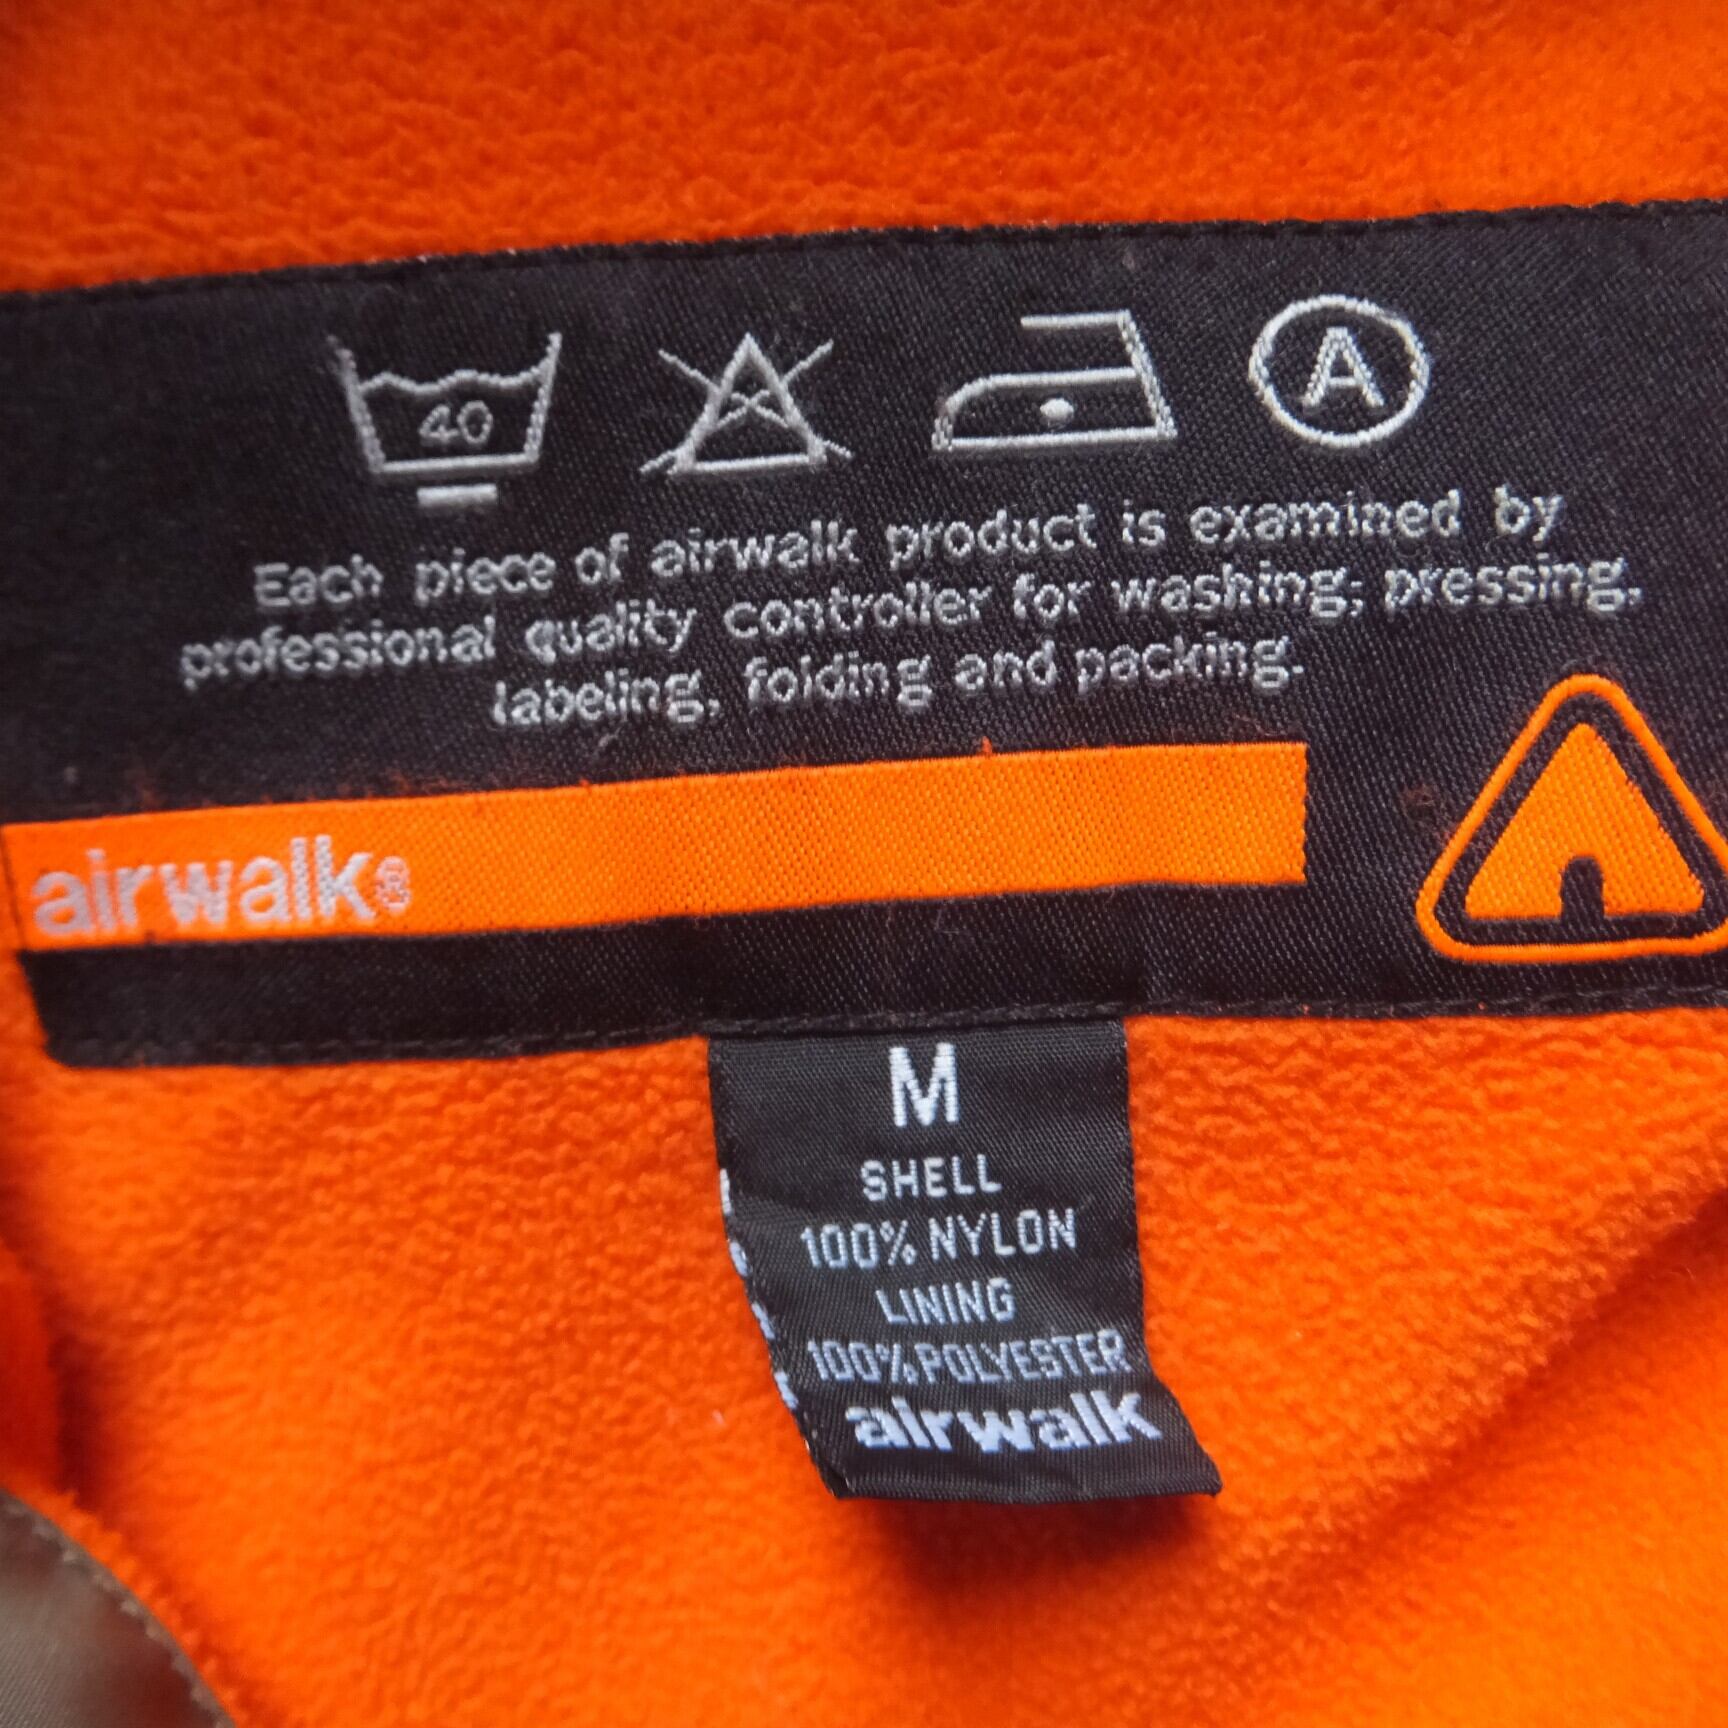 40
A
Each piece of airwalk product is examined by
professional quality controller for washing, pressing,
labeling, folding and packing.
airwalk®
M
SHELL
100% NYLON
LINING
100%POLYESTER
airwalk